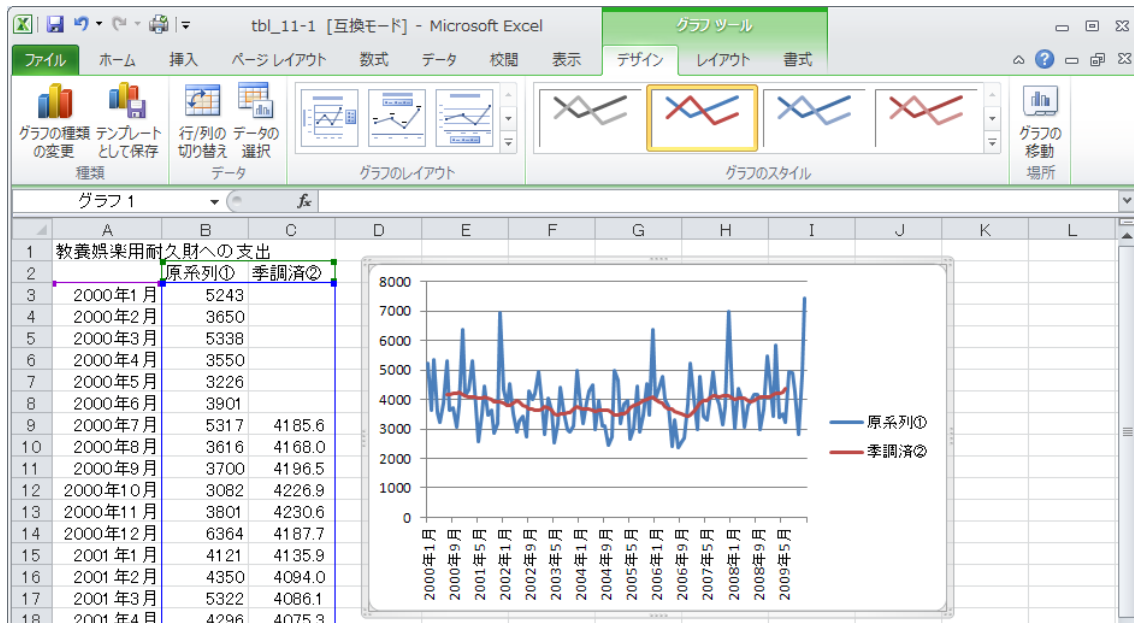 tbl_11-1 [互換モード] - Microsoft Excel
グラフ ツール
ファイル ホーム 挿入 ページ レイアウト 数式 データ 校閲 表示 デザイン レイアウト 書式
グラフの種類の変更
テンプレートとして保存
行/列の切り替え
データの選択
グラフの移動
種類 データ グラフのレイアウト グラフのスタイル 場所
グラフ 1 fx
A B C D E F G H I J K L
1 教養娯楽用耐久財への支出
2 原系列① 季調済②
3 2000年1月 5243
4 2000年2月 3650
5 2000年3月 5338
6 2000年4月 3550
7 2000年5月 3226
8 2000年6月 3901
9 2000年7月 5317 4185.6
10 2000年8月 3616 4168.0
11 2000年9月 3700 4196.5
12 2000年10月 3082 4226.9
13 2000年11月 3801 4230.6
14 2000年12月 6364 4187.7
15 2001年1月 4121 4135.9
16 2001年2月 4350 4094.0
17 2001年3月 5322 4086.1
18 2001年4月 4296 4075.3
8000
7000
6000
5000
4000
3000
2000
1000
0
2000年1月
2000年9月
2001年5月
2002年1月
2002年9月
2003年5月
2004年1月
2004年9月
2005年5月
2006年1月
2006年9月
2007年5月
2008年1月
2008年9月
2009年5月
原系列①
季調済②